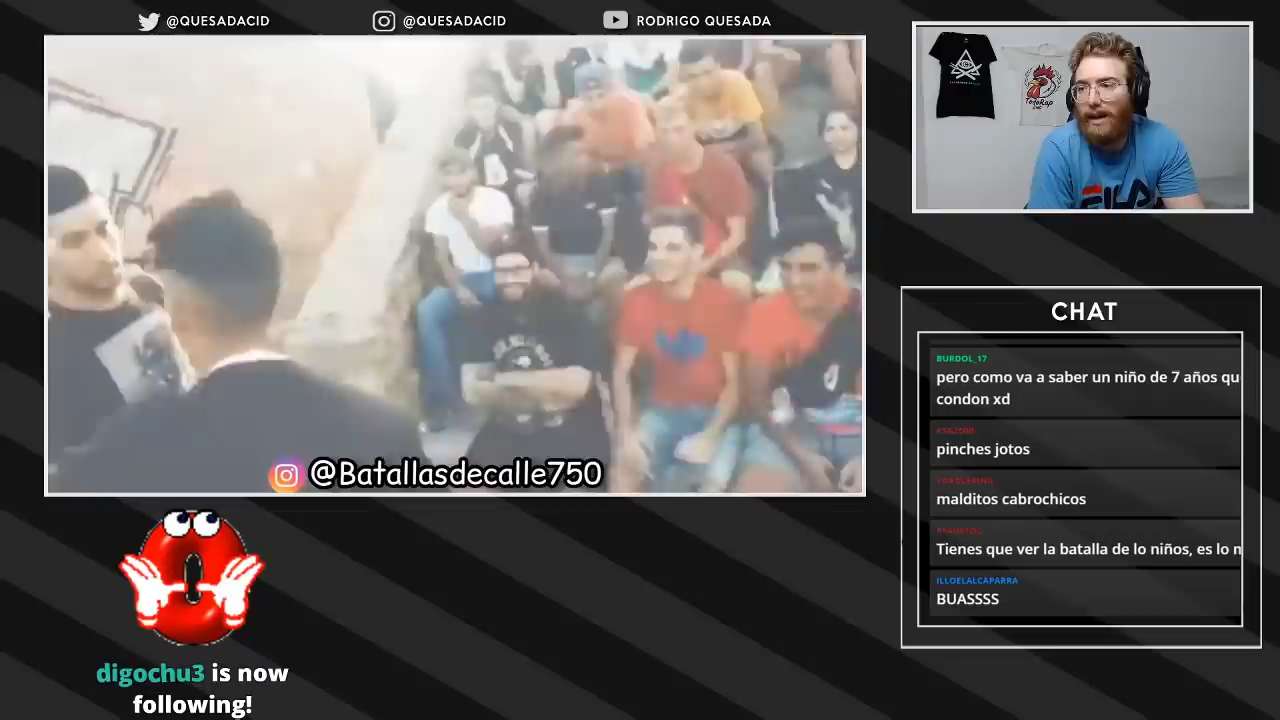 @QUESADACID
@QUESADACID
RODRIGO QUESADA
TodoRap
FILA
@Batallasdecalle750
CHAT
BURDOL_17
pero como va a saber un niño de 7 años qu
condon xd
pinches jotos
malditos cabrochicos
Tienes que ver la batalla de lo niños, es lo
ILLOELALCAPARRA
BUASSSS
digochu3 is now
following!